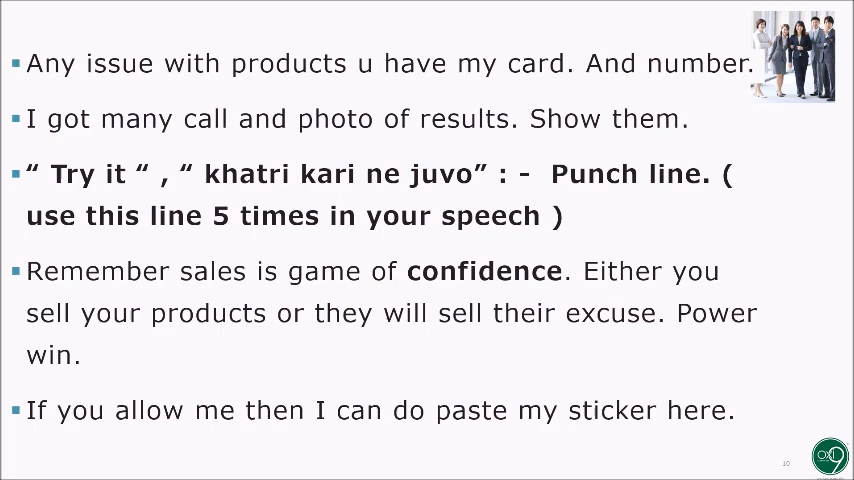 Any issue with products u have my card. And number.
I got many call and photo of results. Show them.
“ Try it “ , “ khatri kari ne juvo” : - Punch line. (
use this line 5 times in your speech )
Remember sales is game of confidence. Either you
sell your products or they will sell their excuse. Power
win.
If you allow me then I can do paste my sticker here.
10
OXI
9